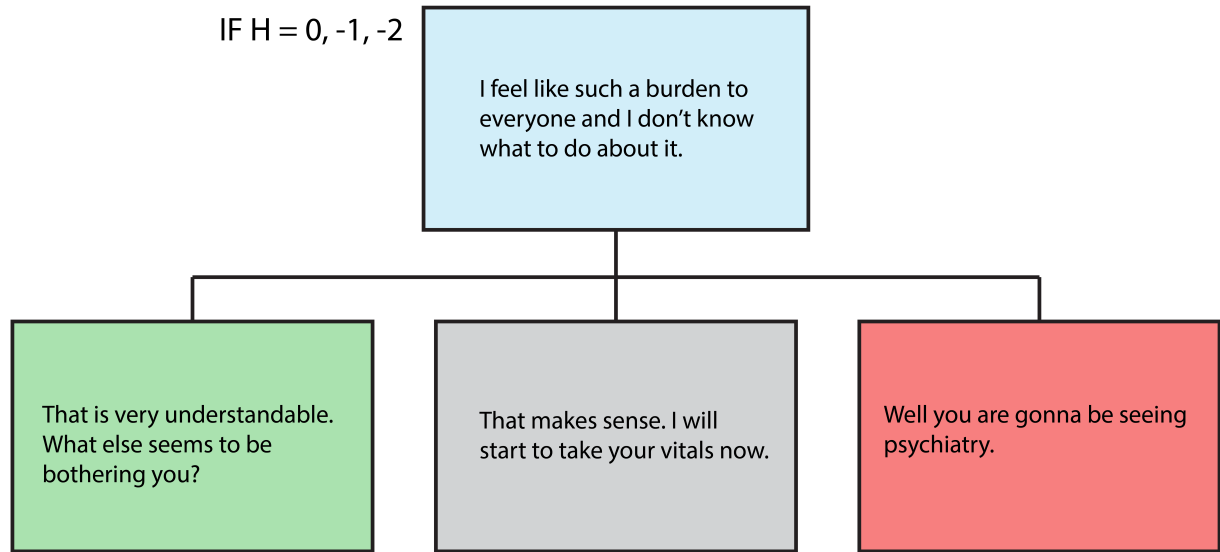 IF H = 0, -1, -2
I feel like such a burden to
everyone and I don’t know
what to do about it.
That is very understandable.
What else seems to be
bothering you?
That makes sense. I will
start to take your vitals now.
Well you are gonna be seeing
psychiatry.